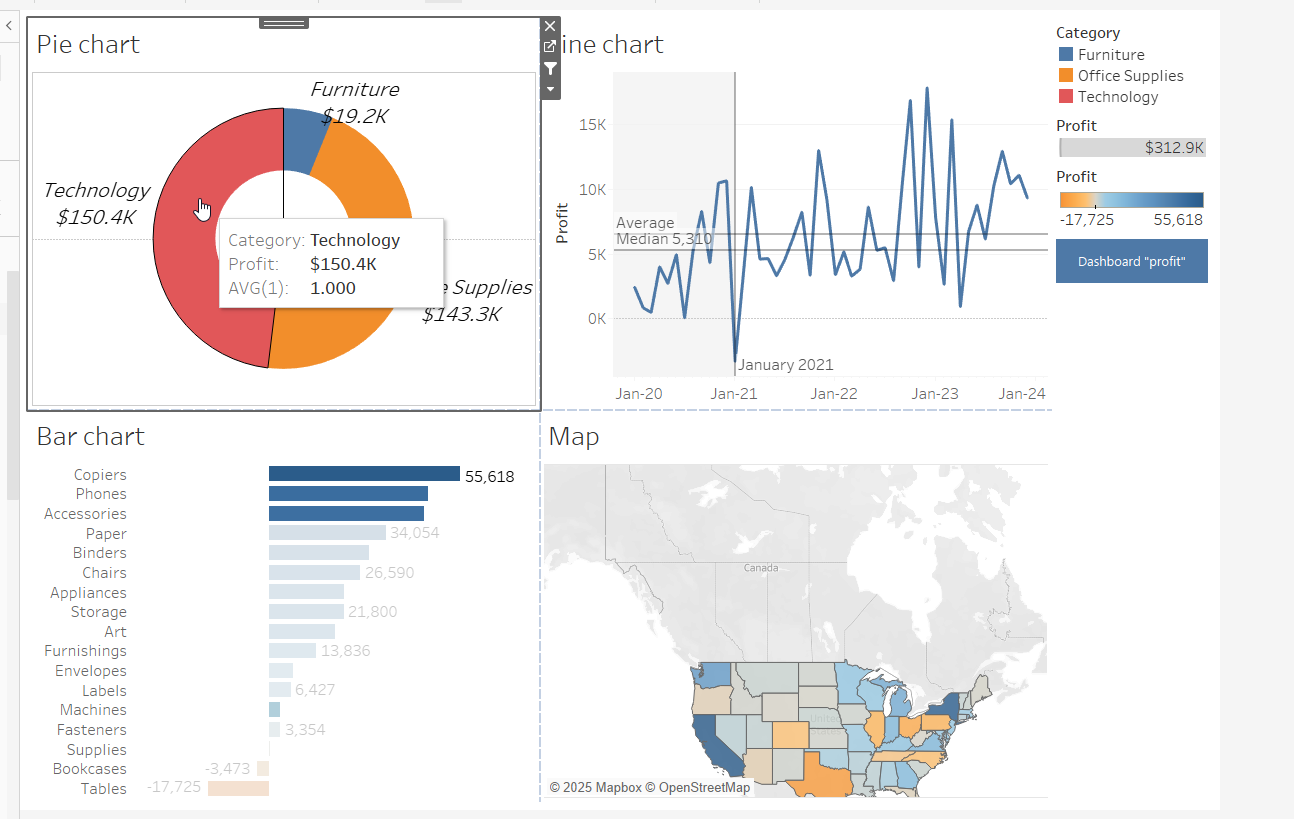 Pie chart
Furniture
$19.2K
Technology
$150.4K
Category: Technology
Profit: $150.4K
AVG(1): 1.000
Supplies
$143.3K
ine chart
Profit
15K
10K
5K
0K
Average
Median 5,310
January 2021
Jan-20
Jan-21
Jan-22
Jan-23
Jan-24
Category
Furniture
Office Supplies
Technology
Profit
$312.9K
Profit
-17,725 55,618
Dashboard "profit"
Bar chart
Copiers 55,618
Phones
Accessories
Paper 34,054
Binders
Chairs 26,590
Appliances
Storage 21,800
Art
Furnishings 13,836
Envelopes
Labels 6,427
Machines
Fasteners 3,354
Supplies
Bookcases -3,473
Tables -17,725
Map
Canada
United
States
© 2025 Mapbox © OpenStreetMap